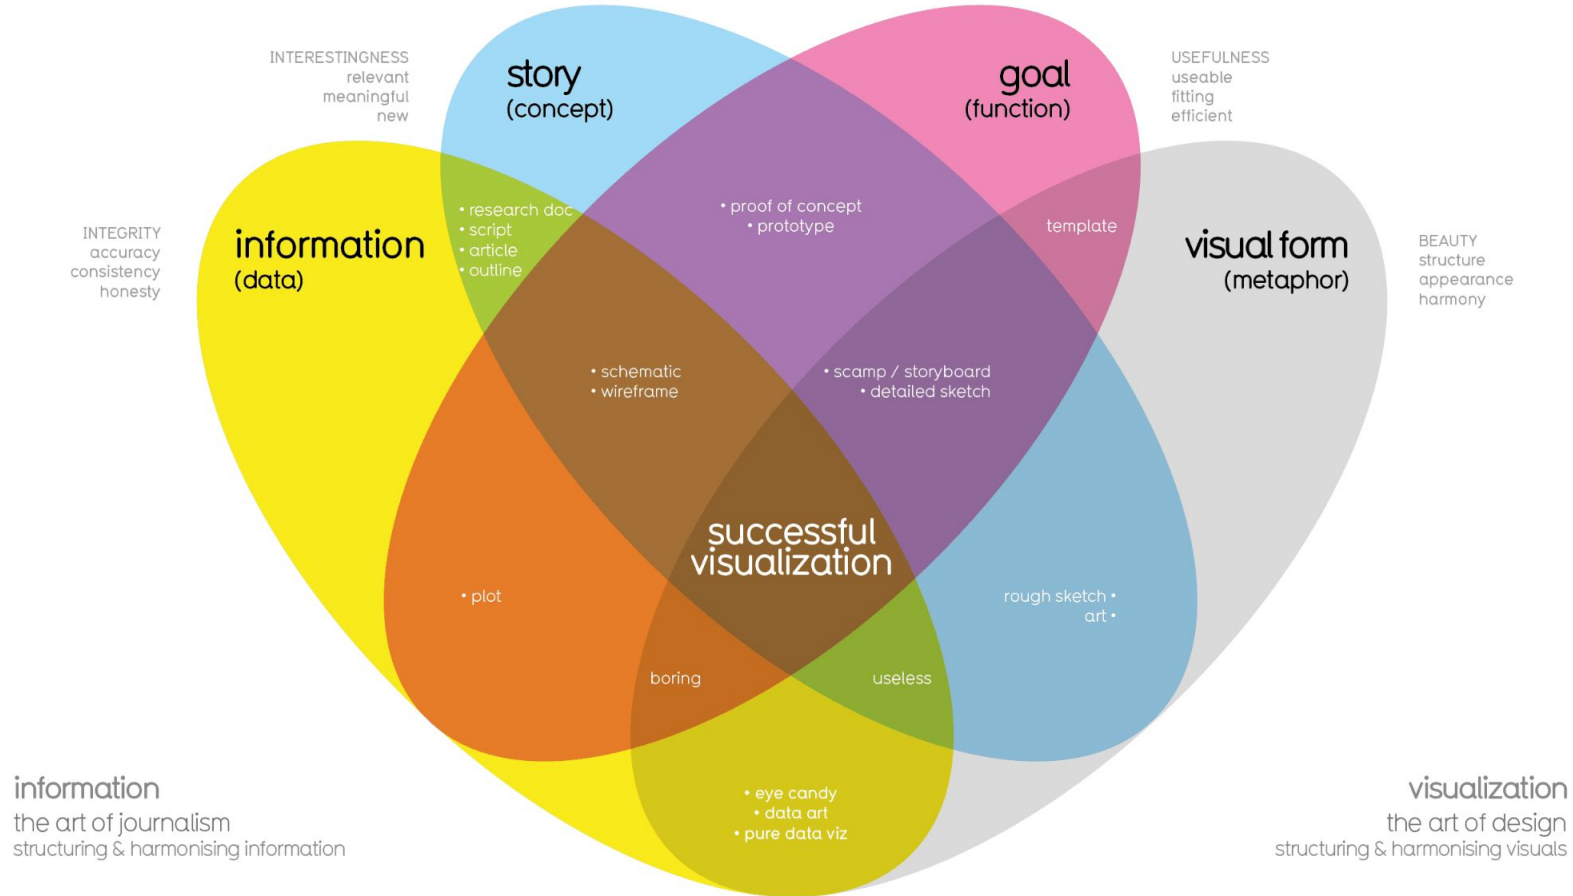 INTERESTINGNESS
relevant
meaningful
new
story
(concept)
goal
(function)
USEFULNESS
useable
fitting
efficient
INTEGRITY
accuracy
consistency
honesty
information
(data)
• research doc
• script
• article
• outline
• proof of concept
• prototype
template
visual form
(metaphor)
BEAUTY
structure
appearance
harmony
• schematic
• wireframe
• scamp / storyboard
• detailed sketch
successful
visualization
• plot
rough sketch •
art •
boring
useless
• eye candy
• data art
• pure data viz
information
the art of journalism
structuring & harmonising information
visualization
the art of design
structuring & harmonising visuals